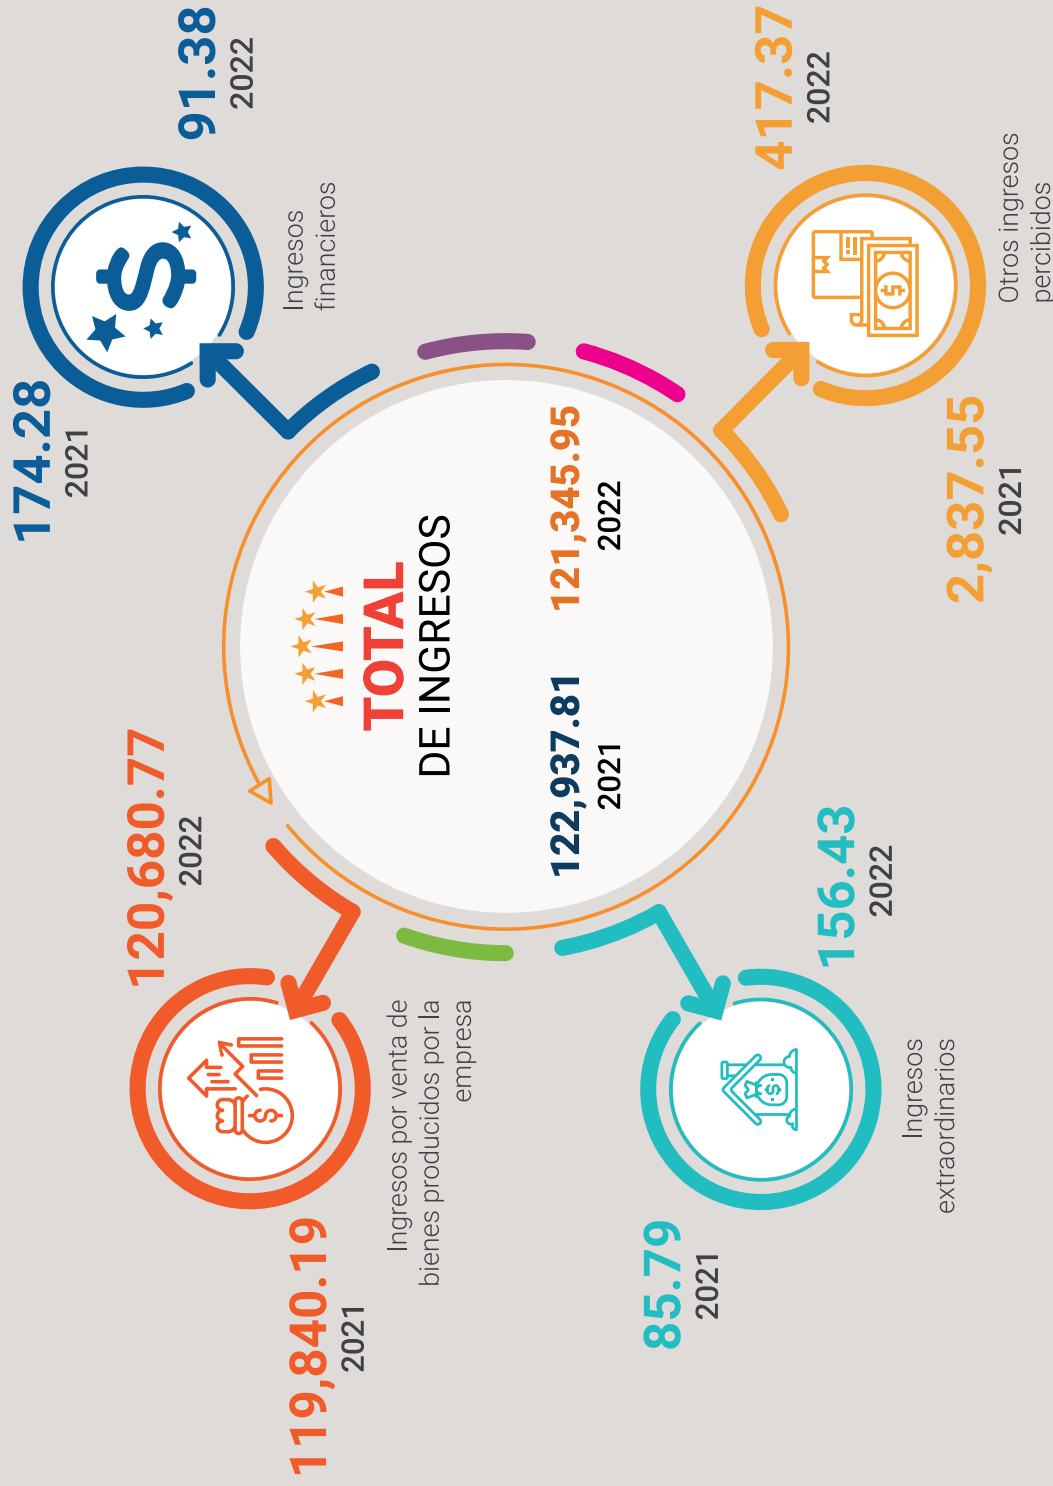 119,840.19
2021
120,680.77
2022
Ingresos por venta de
bienes producidos por la
empresa
174.28
2021
91.38
2022
Ingresos
financieros
TOTAL
DE INGRESOS
122,937.81
2021
121,345.95
2022
85.79
2021
156.43
2022
Ingresos
extraordinarios
2,837.55
2021
417.37
2022
Otros ingresos
percibidos